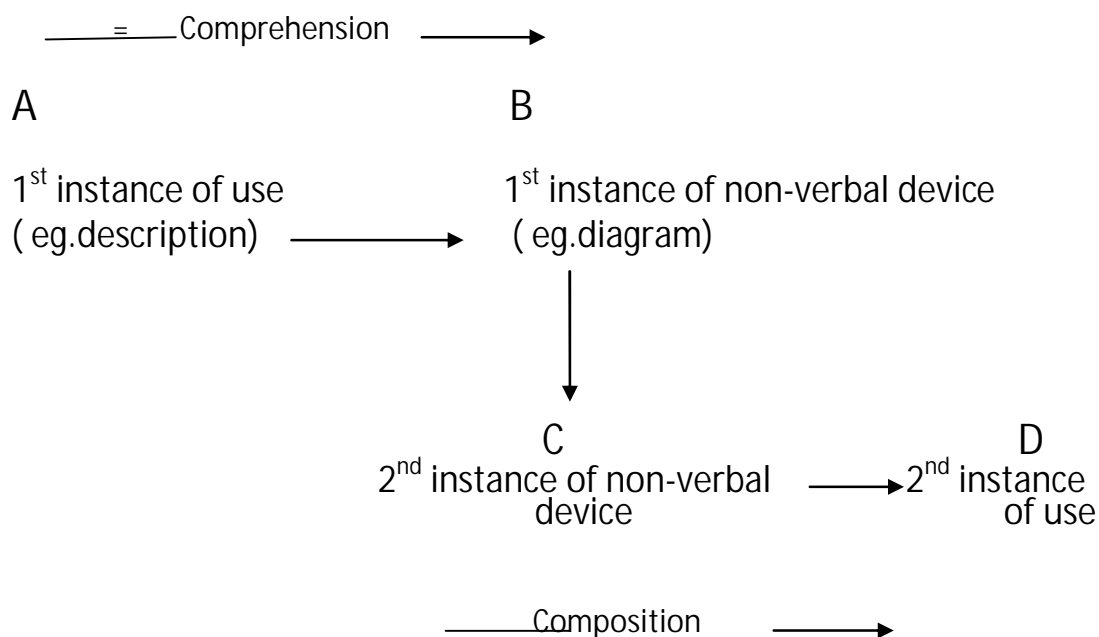 = Comprehension
A B
1st instance of use 1st instance of non-verbal device
( eg.description) ( eg.diagram)
C D
2nd instance of non-verbal 2nd instance
device of use
Composition